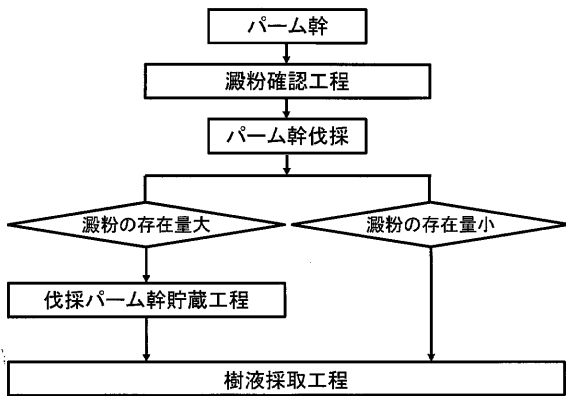 パーム幹
澱粉確認工程
パーム幹伐採
澱粉の存在量大
澱粉の存在量小
伐採パーム幹貯蔵工程
樹液採取工程